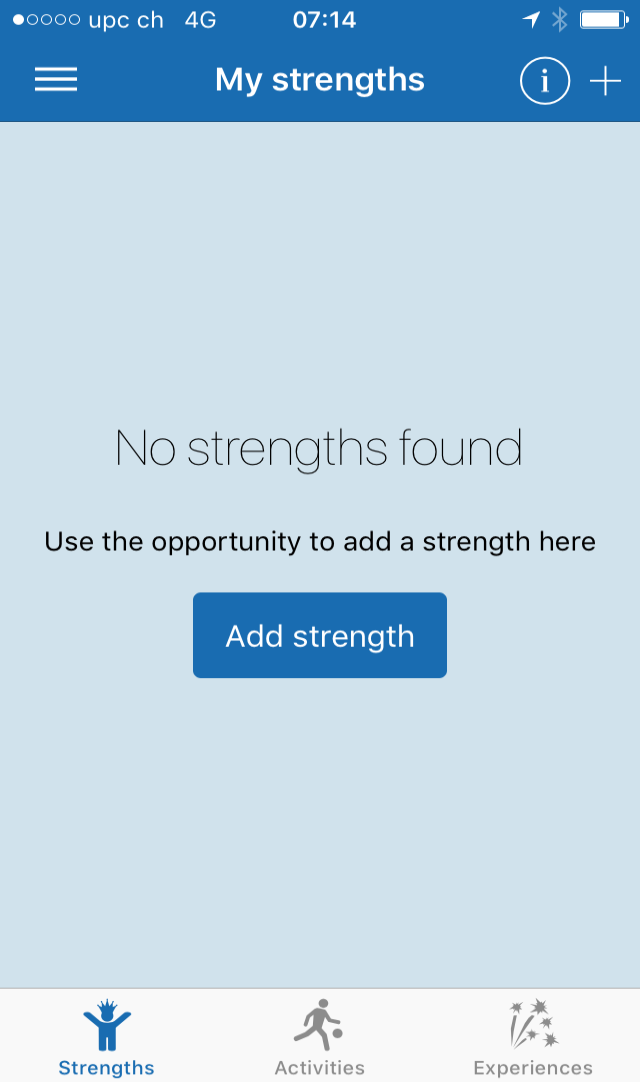 upc ch 4G 07:14
My strengths i
No strengths found
Use the opportunity to add a strength here
Add strength
Strengths Activities Experiences